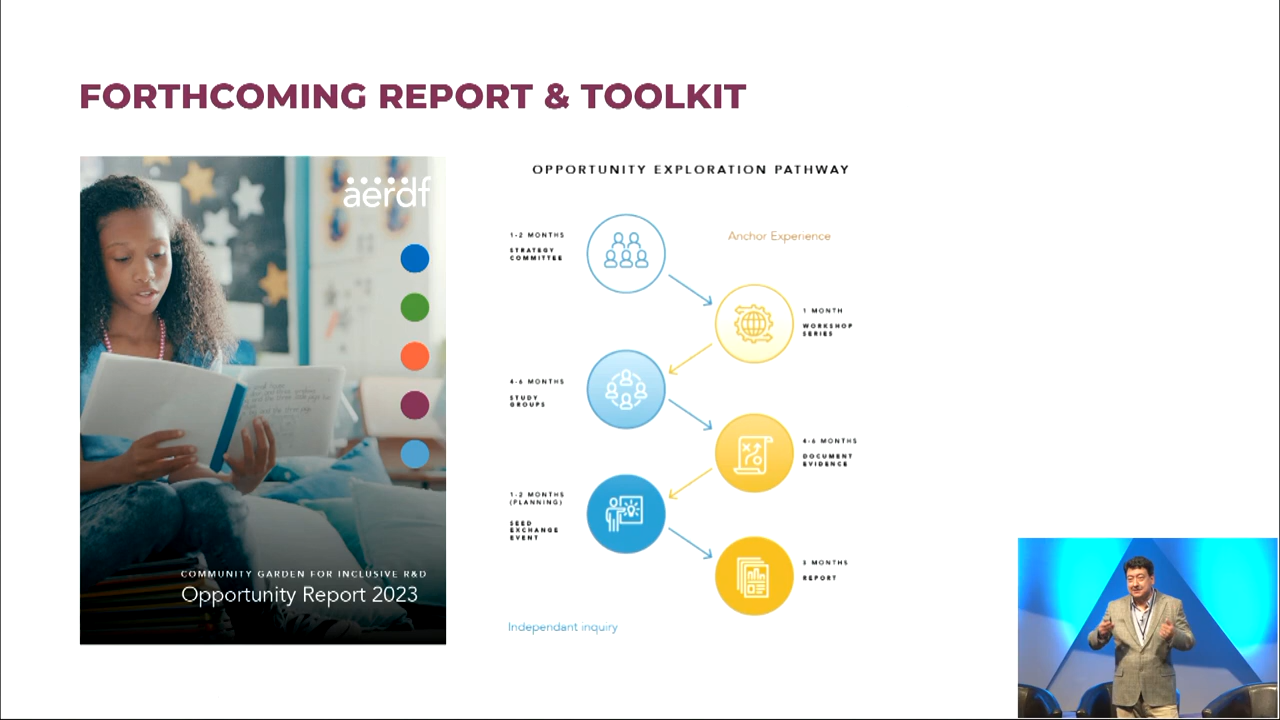 FORTHCOMING REPORT & TOOLKIT
aerdf
COMMUNITY GARDEN FOR INCLUSIVE R&D
Opportunity Report 2023
OPPORTUNITY EXPLORATION PATHWAY
1-2 MONTHS
STRATEGY
COMMITTEE
Anchor Experience
1 MONTH
WORKSHOP
SERIES
4-6 MONTHS
STUDY
GROUPS
4-6 MONTHS
DOCUMENT
EVIDENCE
1-2 MONTHS
(PLANNING)
SEED
EXCHANGE
EVENT
3 MONTHS
REPORT
Independant inquiry